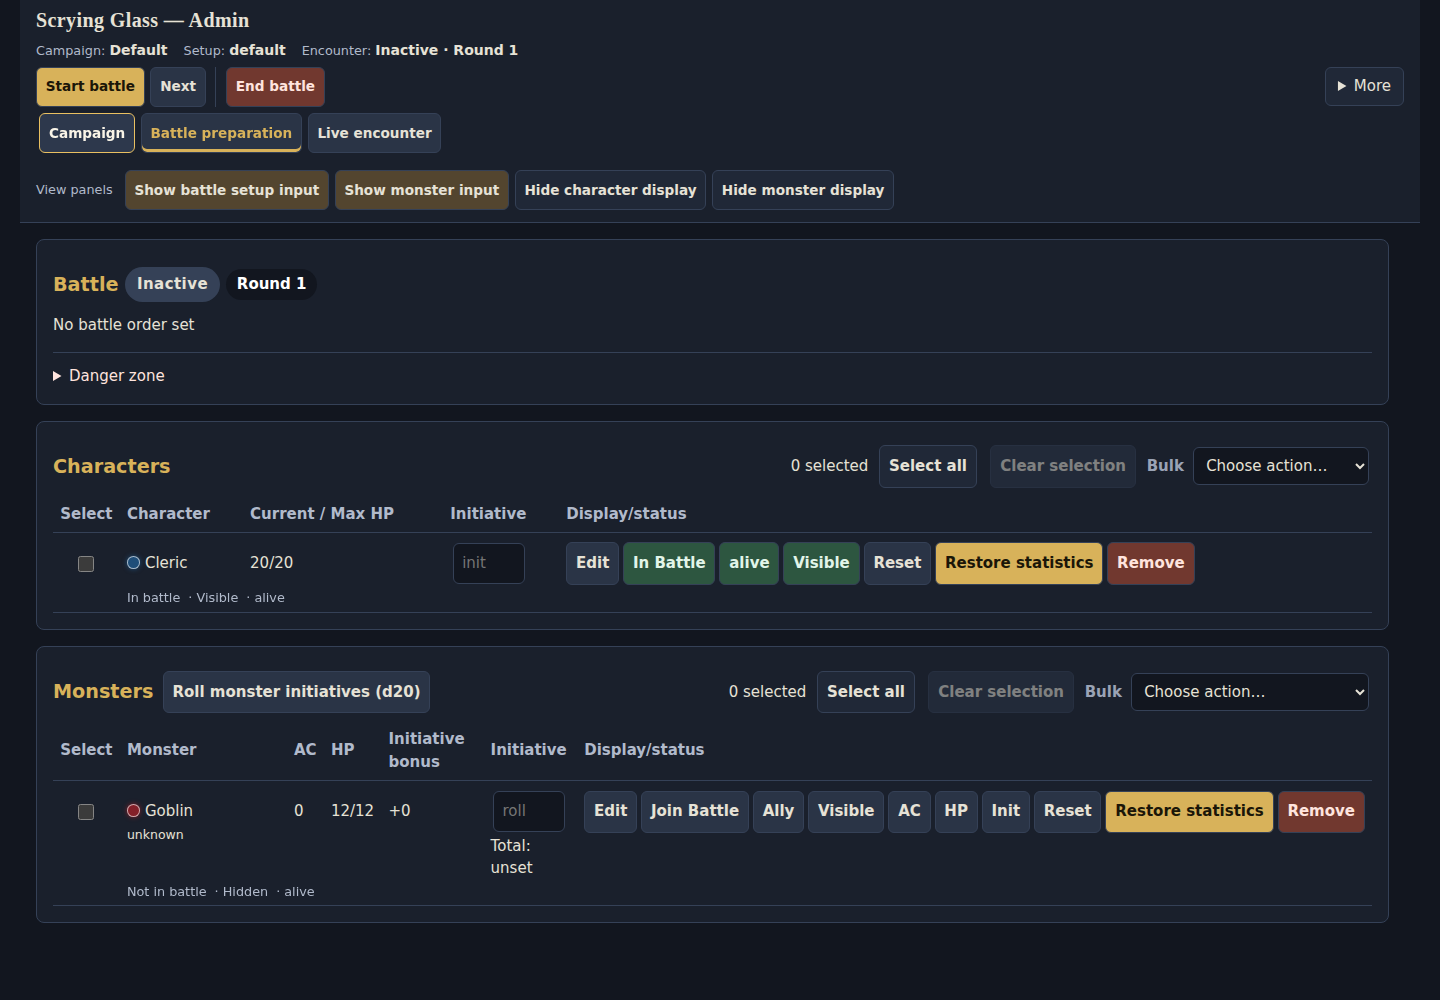 Scrying Glass — Admin
Campaign: Default Setup: default Encounter: Inactive · Round 1
Start battle Next End battle More
Campaign Battle preparation Live encounter
View panels Show battle setup input Show monster input Hide character display Hide monster display
Battle Inactive Round 1
No battle order set
Danger zone
Characters 0 selected Select all Clear selection Bulk Choose action...
Select Character Current / Max HP Initiative Display/status
Cleric 20/20 init Edit In Battle alive Visible Reset Restore statistics Remove
In battle · Visible · alive
Monsters Roll monster initiatives (d20) 0 selected Select all Clear selection Bulk Choose action...
Select Monster AC HP Initiative bonus Initiative Display/status
Goblin 0 12/12 +0 roll Edit Join Battle Ally Visible AC HP Init Reset Restore statistics Remove
unknown
Total:
unset
Not in battle · Hidden · alive